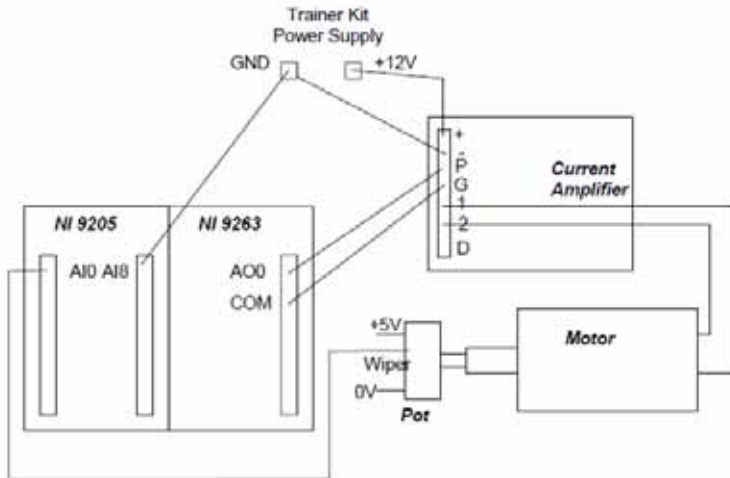 Trainer Kit
Power Supply
GND
+12V
+
-
P
G
1
2
D
Current
Amplifier
NI 9205
NI 9263
AI0 AI8
AO0
COM
+5V
Wiper
0V
Pot
Motor